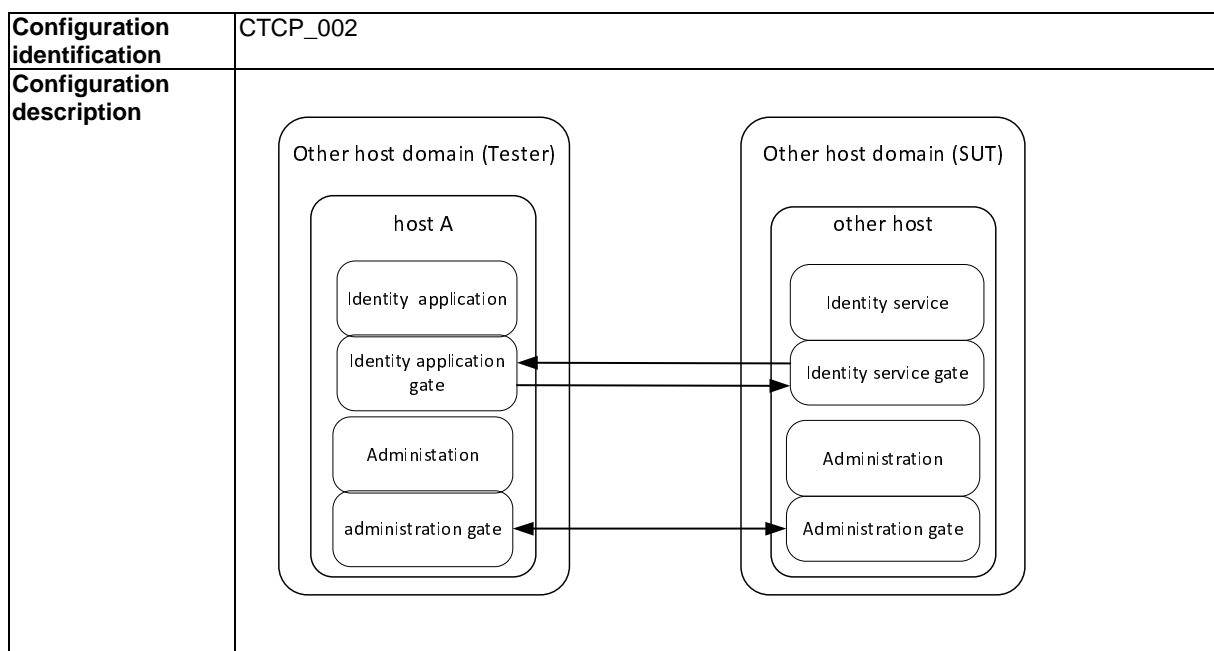 Configuration
identification
CTCP_002
Configuration
description
Other host domain (Tester)
host A
Identity application
Identity application
gate
Administation
administration gate
Other host domain (SUT)
other host
Identity service
Identity service gate
Administration
Administration gate